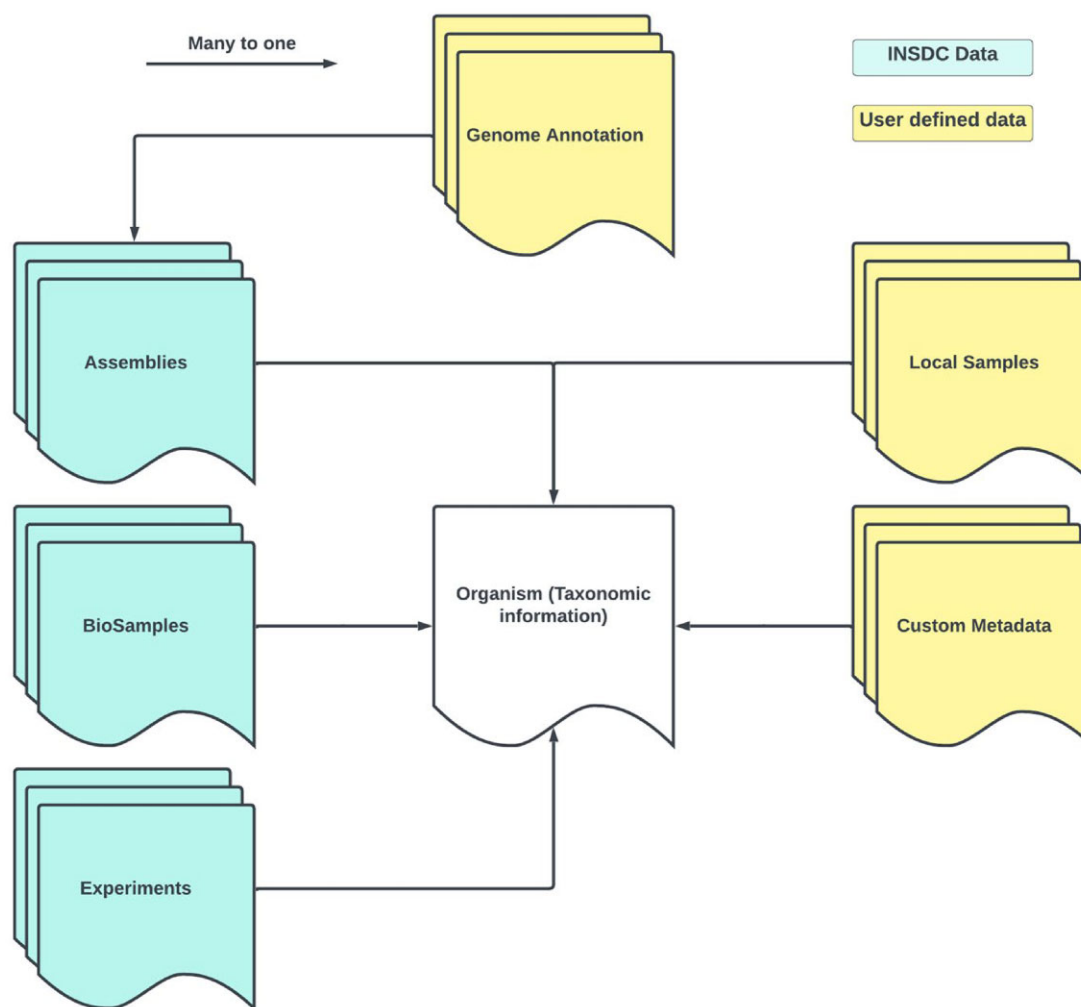 Many to one
INSDC Data
User defined data
Genome Annotation
Assemblies
Local Samples
BioSamples
Organism (Taxonomic
information)
Custom Metadata
Experiments